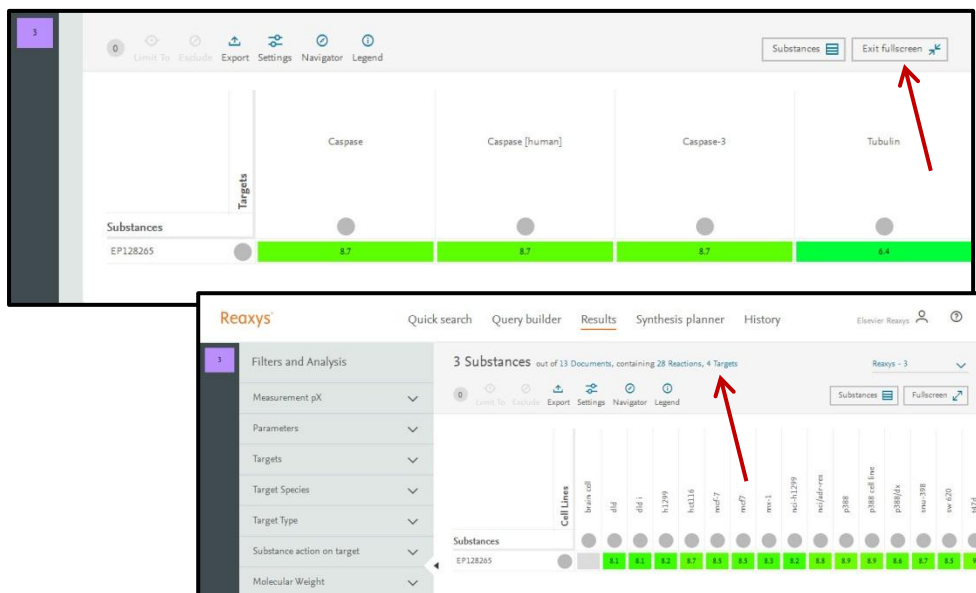 3
0
Limit To Exclude Export Settings Navigator Legend
Substances Exit fullscreen
Targets
Caspase Caspase [human] Caspase-3 Tubulin
Substances
EP128265 8.7 8.7 8.7 6.4
Reaxys
Quick search Query builder Results Synthesis planner History
Elsevier Reaxys
3
Filters and Analysis
Measurement pX
Parameters
Targets
Target Species
Target Type
Substance action on target
Molecular Weight
3 Substances out of 13 Documents, containing 28 Reactions, 4 Targets
Reaxys - 3
0
Limit To Exclude Export Settings Navigator Legend
Substances Fullscreen
Cell Lines
brain cell
dld
dld i
h1299
hct116
mcf-7
mcf7
mx-1
nci-h1299
nci/adr-res
p388
p388 cell line
p388/dx
snu-398
sw 620
t47d
Substances
EP128265 8.1 8.1 8.2 8.7 8.5 8.5 8.3 8.2 8.8 8.9 8.9 8.6 8.7 8.5